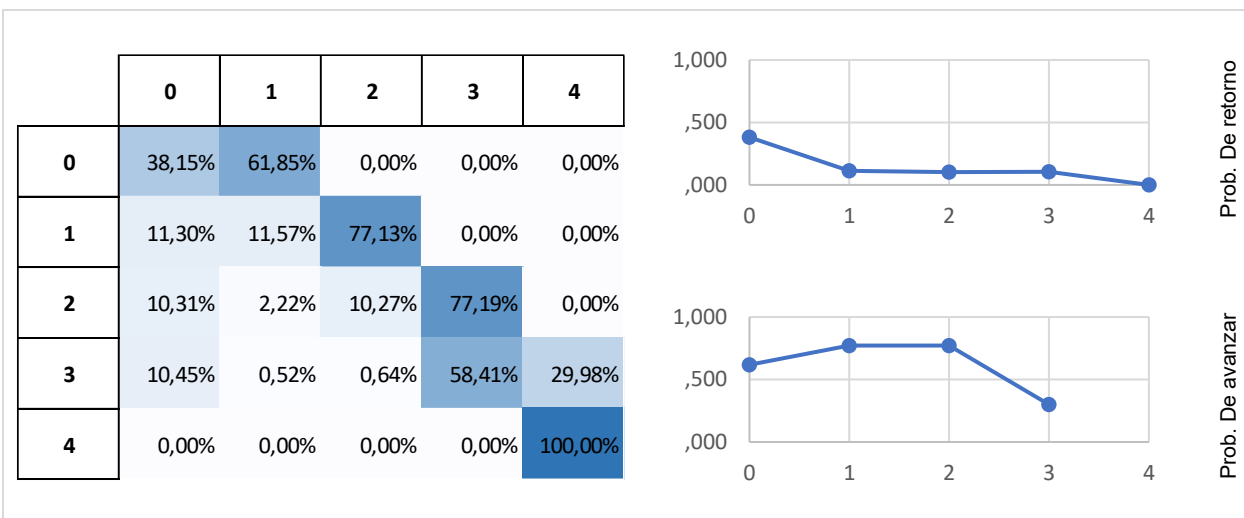 0 1 2 3 4
0 38,15% 61,85% 0,00% 0,00% 0,00%
1 11,30% 11,57% 77,13% 0,00% 0,00%
2 10,31% 2,22% 10,27% 77,19% 0,00%
3 10,45% 0,52% 0,64% 58,41% 29,98%
4 0,00% 0,00% 0,00% 0,00% 100,00%
1,000
,500
,000
0 1 2 3 4
Prob. De retorno
1,000
,500
,000
0 1 2 3 4
Prob. De avanzar